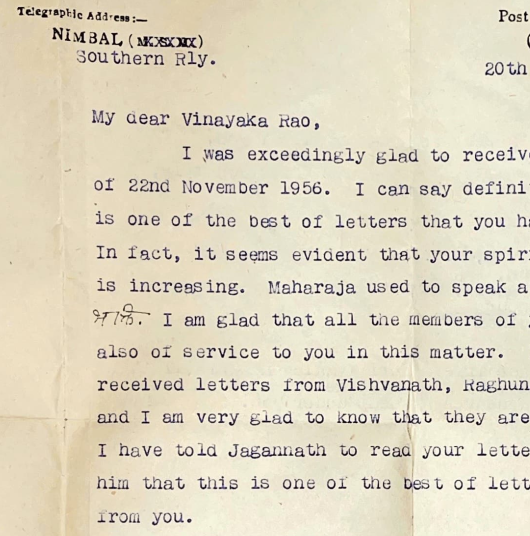 Telegraphic Address:—
NIMBAL
Southern Rly.
Post
20th
My dear Vinayaka Rao,
I was exceedingly glad to receive
of 22nd November 1956. I can say defini
is one of the best of letters that you ha
In fact, it seems evident that your spiri
is increasing. Maharaja used to speak a
I am glad that all the members of
also of service to you in this matter.
received letters from Vishvanath, Raghun
and I am very glad to know that they are
I have told Jagannath to read your lette
him that this is one of the best of lett
from you.